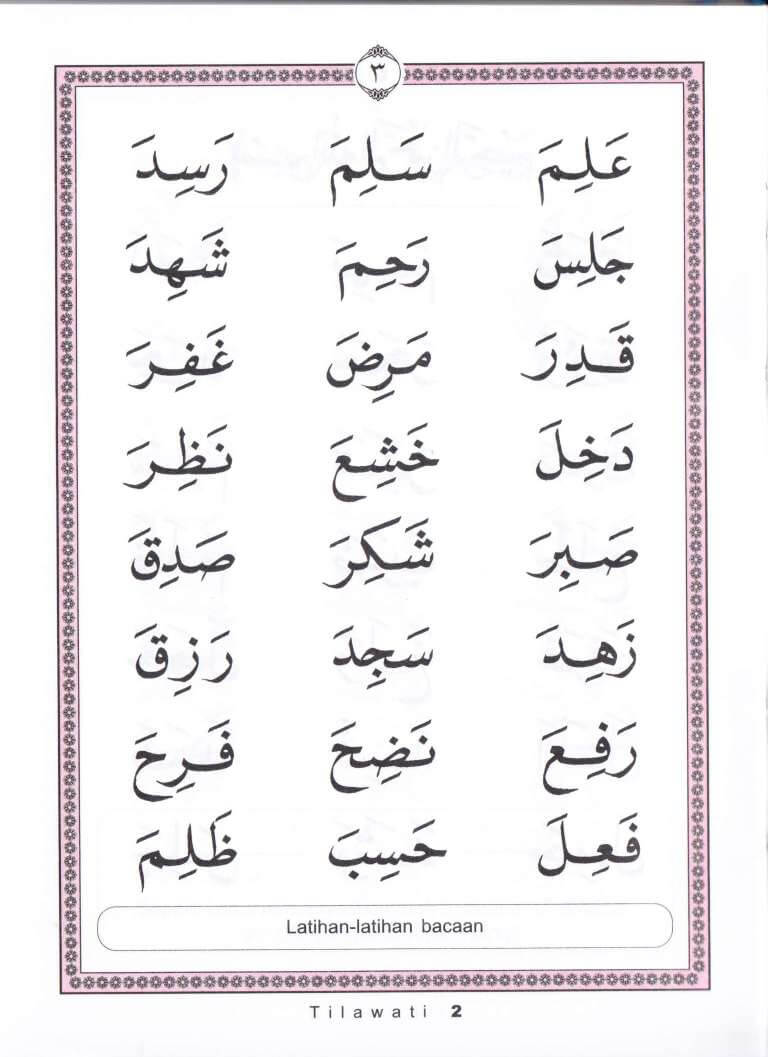 ٣
عَلِمَ سَلِمَ رَسِدَ
جَلِسَ رَحِمَ شَهِدَ
قَدِرَ مَرِضَ غَفِرَ
دَخِلَ خَشِعَ نَظِرَ
صَبِرَ شَكِرَ صَدِقَ
زَهِدَ سَجِدَ رَزِقَ
رَفِعَ نَضِحَ فَرِحَ
فَعِلَ حَسِبَ ظَلِمَ
Latihan-latihan bacaan
Tilawati 2